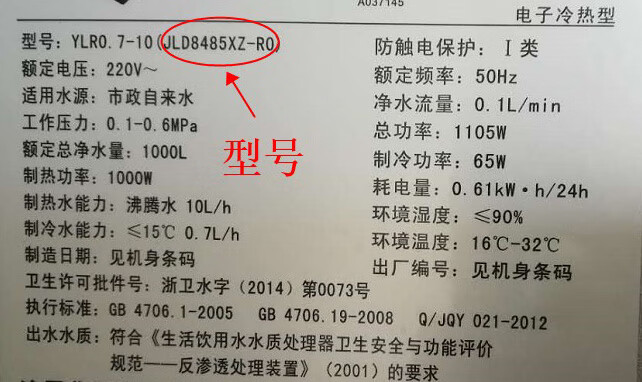 A037145
电子冷热型
型号：YLR0.7-10(JLD8485XZ-RO)
防触电保护：Ⅰ类
额定电压：220V～
额定频率：50Hz
适用水源：市政自来水
净水流量：0.1L/min
工作压力：0.1-0.6MPa
总功率：1105W
型号
额定总净水量：1000L
制冷功率：65W
制热功率：1000W
耗电量：0.61kW·h/24h
制热水能力：沸腾水 10L/h
环境湿度：≤90%
制冷水能力：≤15℃ 0.7L/h
环境温度：16℃-32℃
制造日期：见机身条码
出厂编号：见机身条码
卫生许可批件号：浙卫水字（2014）第0073号
执行标准：GB 4706.1-2005 GB 4706.19-2008 Q/JQY 021-2012
出水水质：符合《生活饮用水水质处理器卫生安全与功能评价
规范——反渗透处理装置》（2001）的要求